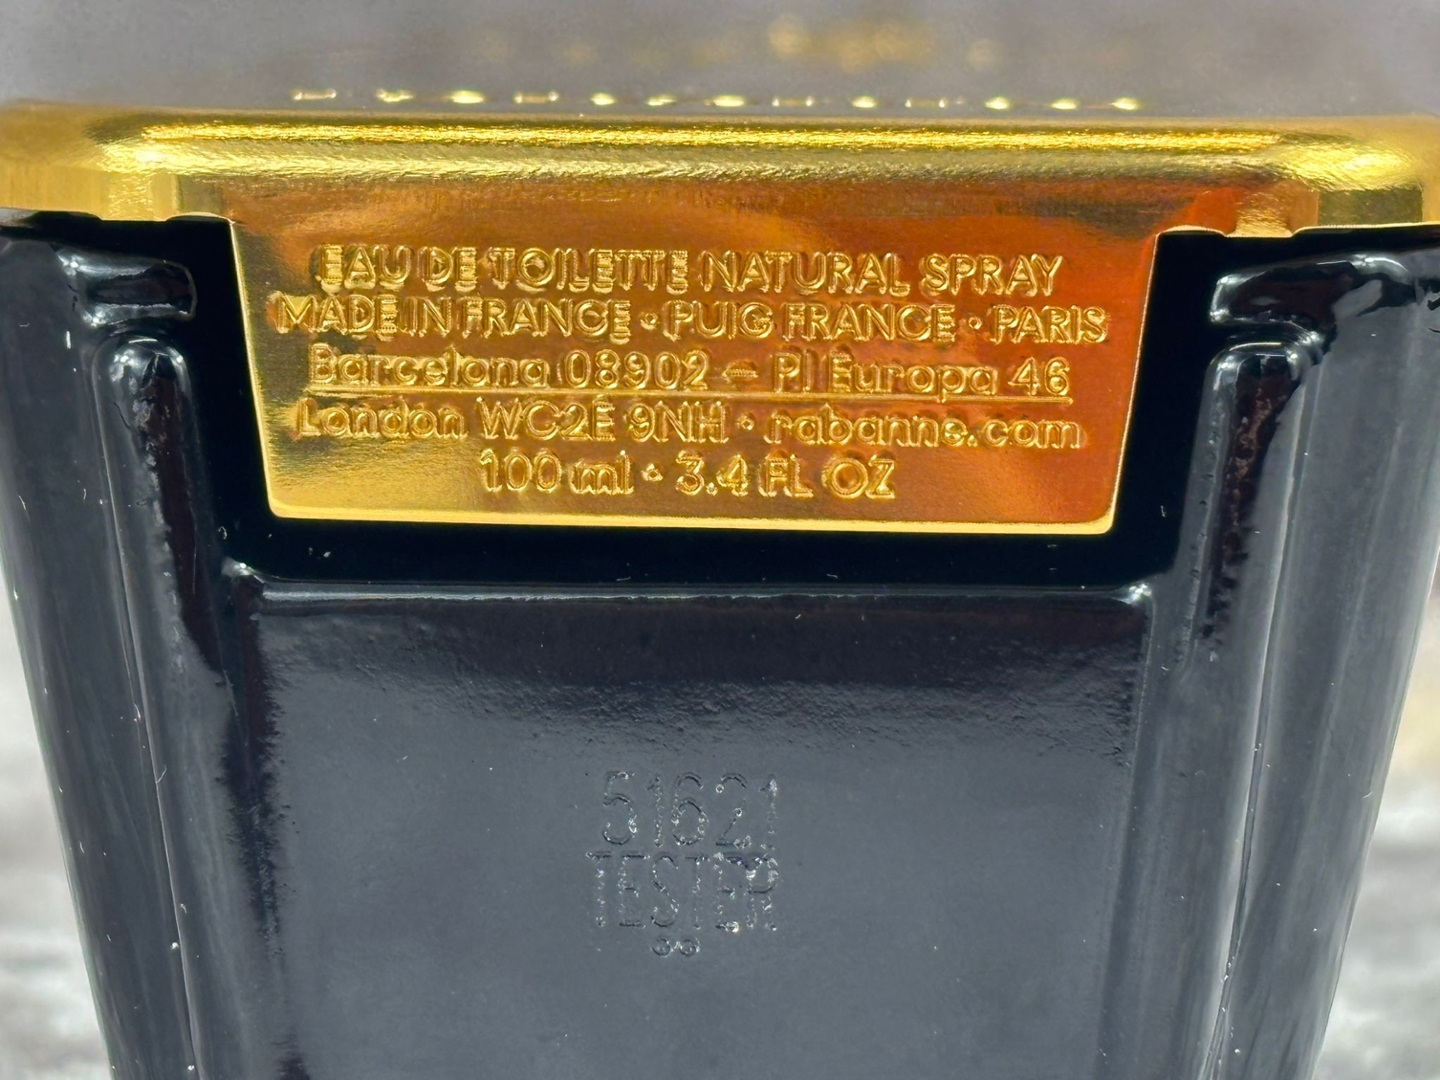 EAU DE TOILETTE NATURAL SPRAY
MADE IN FRANCE • PUIG FRANCE • PARIS
Barcelona 08902 – Pl Europa 46
London WC2E 9NH • rabanne.com
100 ml • 3.4 FL OZ
51621
TESTER